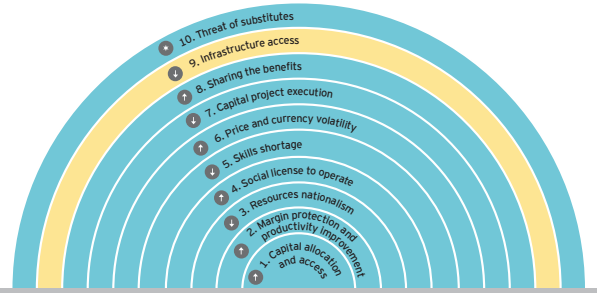 10. Threat of substitutes
9. Infrastructure access
8. Sharing the benefits
7. Capital project execution
6. Price and currency volatility
5. Skills shortage
4. Social license to operate
3. Resources nationalism
2. Margin protection and
productivity improvement
1. Capital allocation
and access